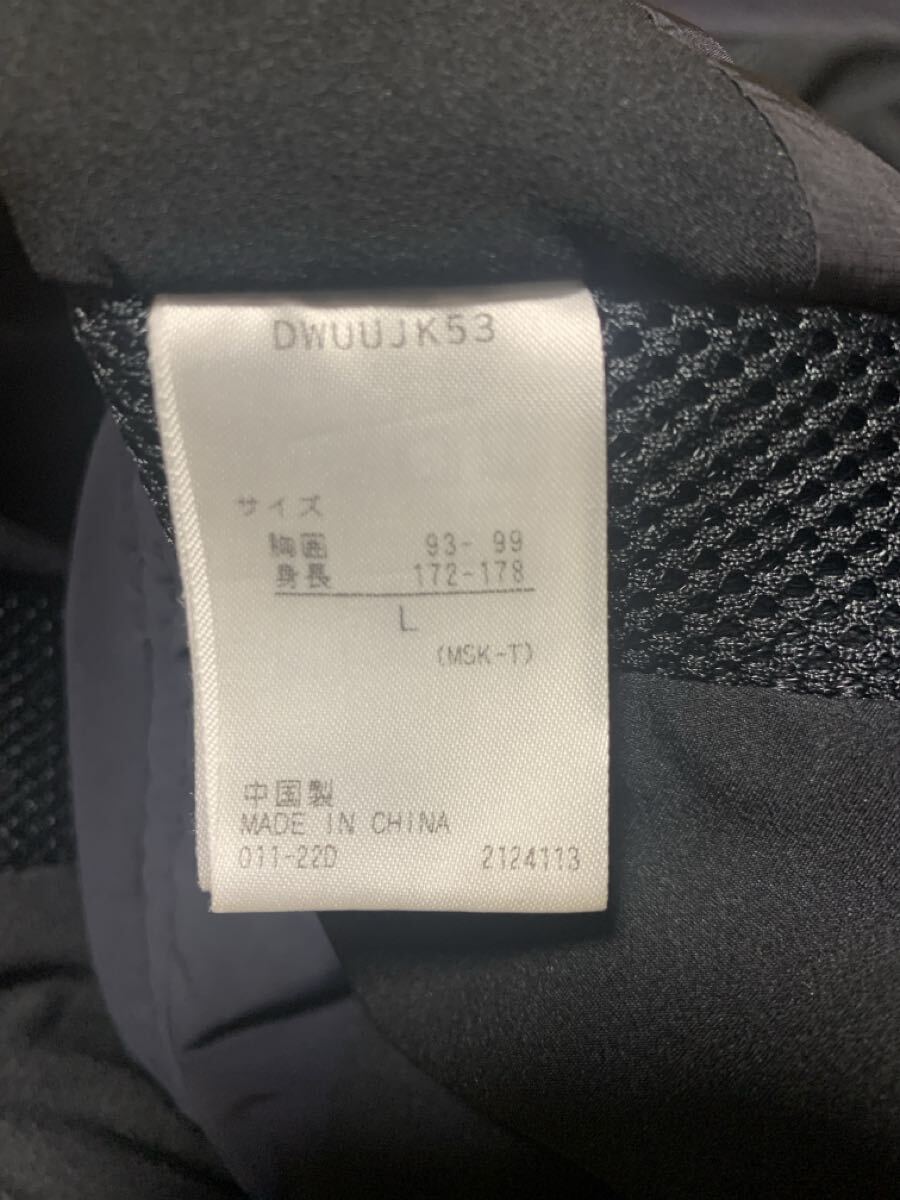 DWUUJK53
サイズ
胸囲 93- 99
身長 172-178
L
(MSK-T)
中国製
MADE IN CHINA
011-22D 2124113